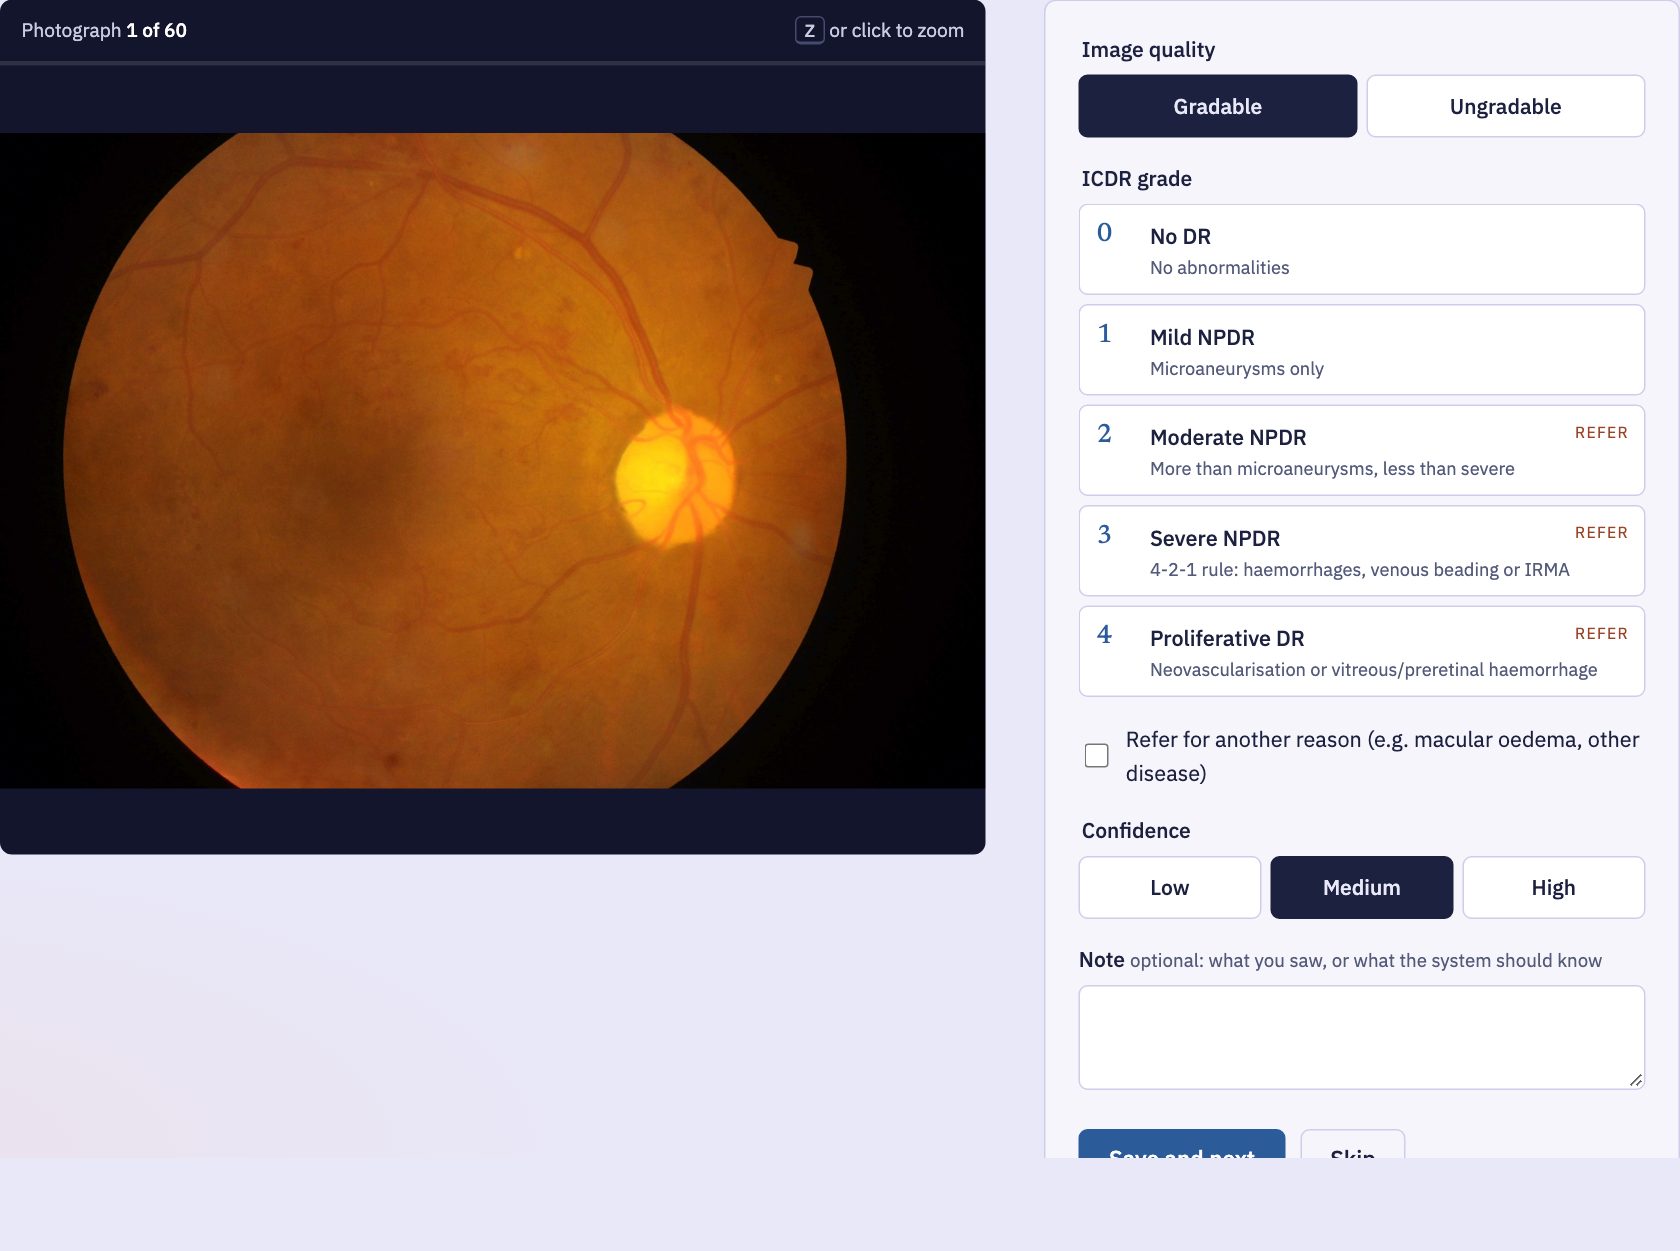 Photograph 1 of 60
Z or click to zoom
Image quality
Gradable
Ungradable
ICDR grade
0 No DR
No abnormalities
1 Mild NPDR
Microaneurysms only
2 Moderate NPDR REFER
More than microaneurysms, less than severe
3 Severe NPDR REFER
4-2-1 rule: haemorrhages, venous beading or IRMA
4 Proliferative DR REFER
Neovascularisation or vitreous/preretinal haemorrhage
Refer for another reason (e.g. macular oedema, other
disease)
Confidence
Low
Medium
High
Note optional: what you saw, or what the system should know
Save and next
Skip